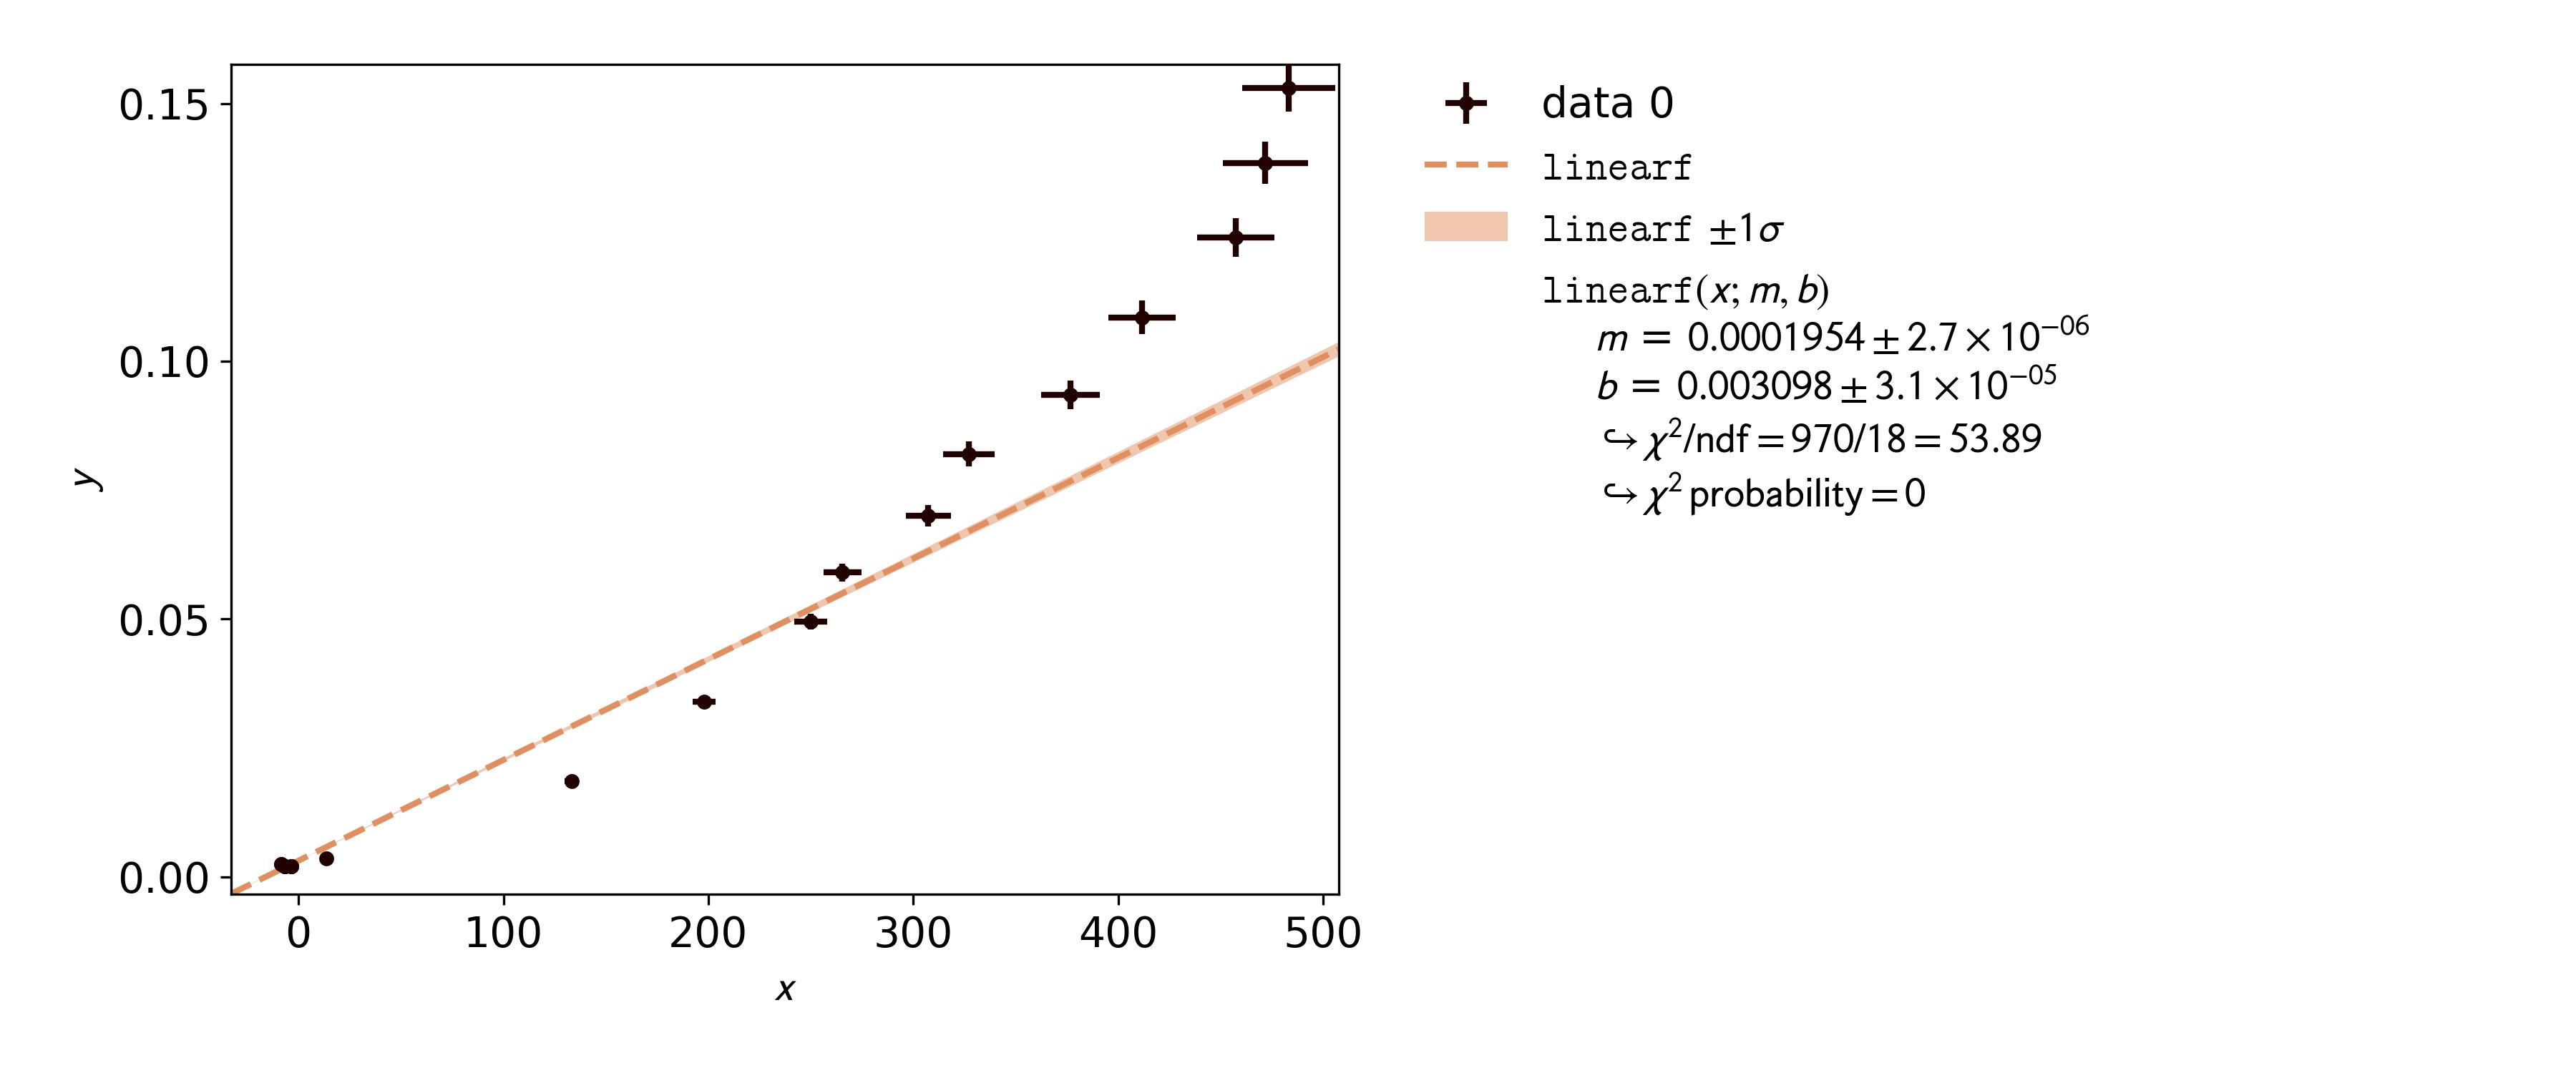 0.15
0.10
0.05
0.00
y
0 100 200 300 400 500
x
data 0
linearf
linearf ±1σ
linearf(x; m, b)
m = 0.0001954 ± 2.7 × 10⁻⁰⁶
b = 0.003098 ± 3.1 × 10⁻⁰⁵
↪ χ²/ndf = 970/18 = 53.89
↪ χ² probability = 0